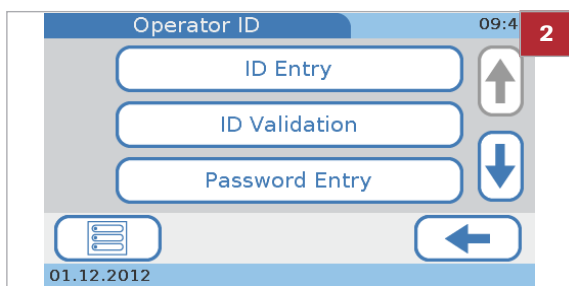 Operator ID
09:4
2
ID Entry
ID Validation
Password Entry
01.12.2012